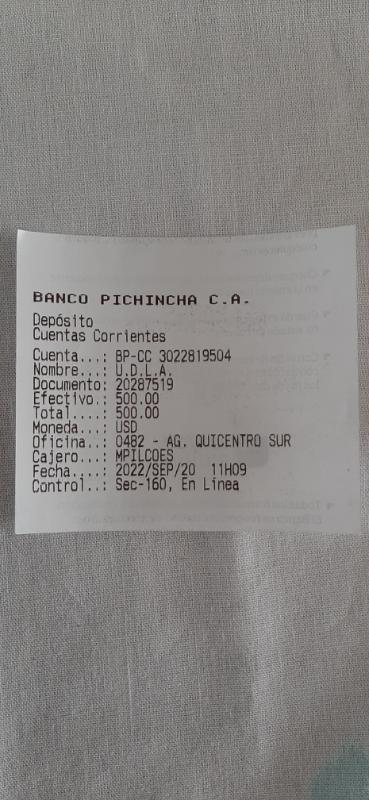 BANCO PICHINCHA C.A.
Depósito
Cuentas Corrientes
Cuenta...: BP-CC 3022819504
Nombre...: U.D.L.A.
Documento: 20287519
Efectivo.: 500.00
Total....: 500.00
Moneda...: USD
Oficina..: 0482 - AG. QUICENTRO SUR
Cajero...: MPILCOES
Fecha....: 2022/SEP/20  11H09
Control..: Sec-160, En Línea